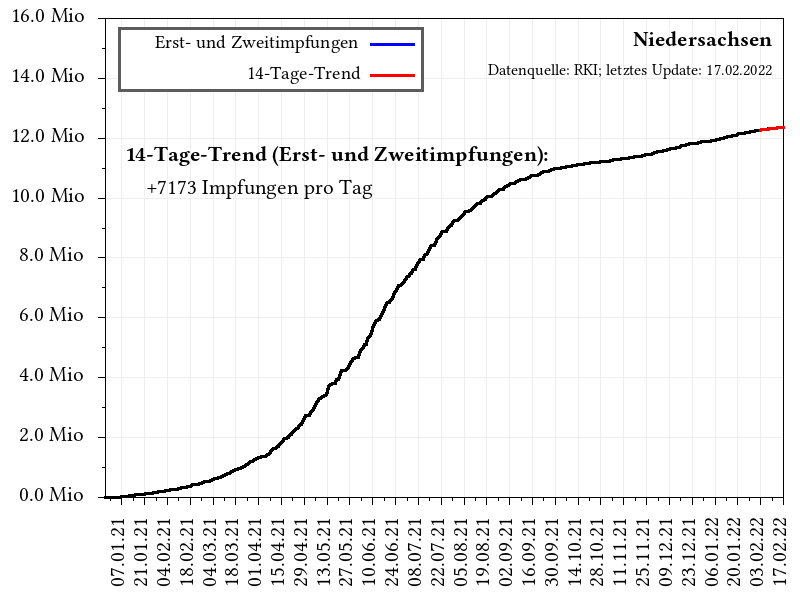 16.0 Mio
14.0 Mio
12.0 Mio
10.0 Mio
8.0 Mio
6.0 Mio
4.0 Mio
2.0 Mio
0.0 Mio
Erst- und Zweitimpfungen
14-Tage-Trend
Niedersachsen
Datenquelle: RKI; letztes Update: 17.02.2022
14-Tage-Trend (Erst- und Zweitimpfungen):
+7173 Impfungen pro Tag
07.01.21
21.01.21
04.02.21
18.02.21
04.03.21
18.03.21
01.04.21
15.04.21
29.04.21
13.05.21
27.05.21
10.06.21
24.06.21
08.07.21
22.07.21
05.08.21
19.08.21
02.09.21
16.09.21
30.09.21
14.10.21
28.10.21
11.11.21
25.11.21
09.12.21
23.12.21
06.01.22
20.01.22
03.02.22
17.02.22